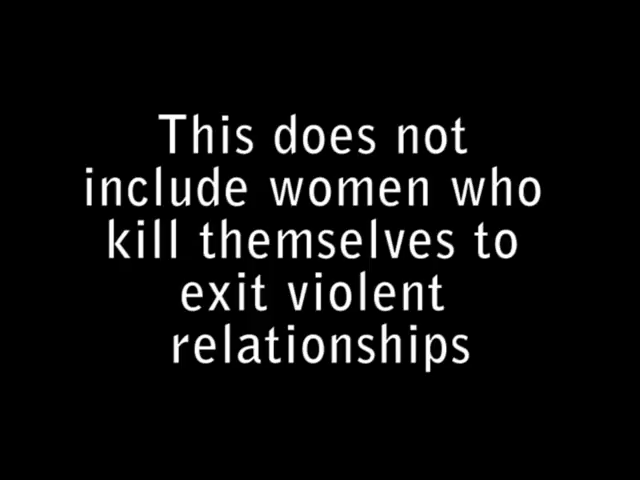 This does not
include women who
kill themselves to
exit violent
relationships